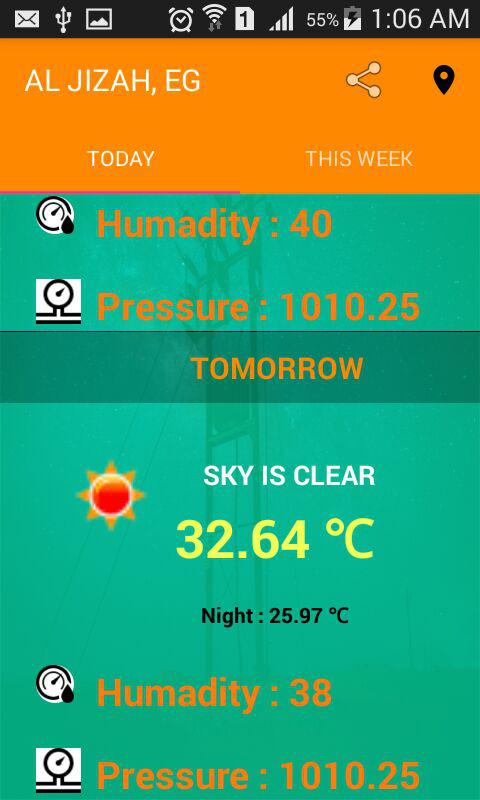 1 55% 1:06 AM
AL JIZAH, EG
TODAY THIS WEEK
Humadity : 40
Pressure : 1010.25
TOMORROW
SKY IS CLEAR
32.64 °C
Night : 25.97 °C
Humadity : 38
Pressure : 1010.25